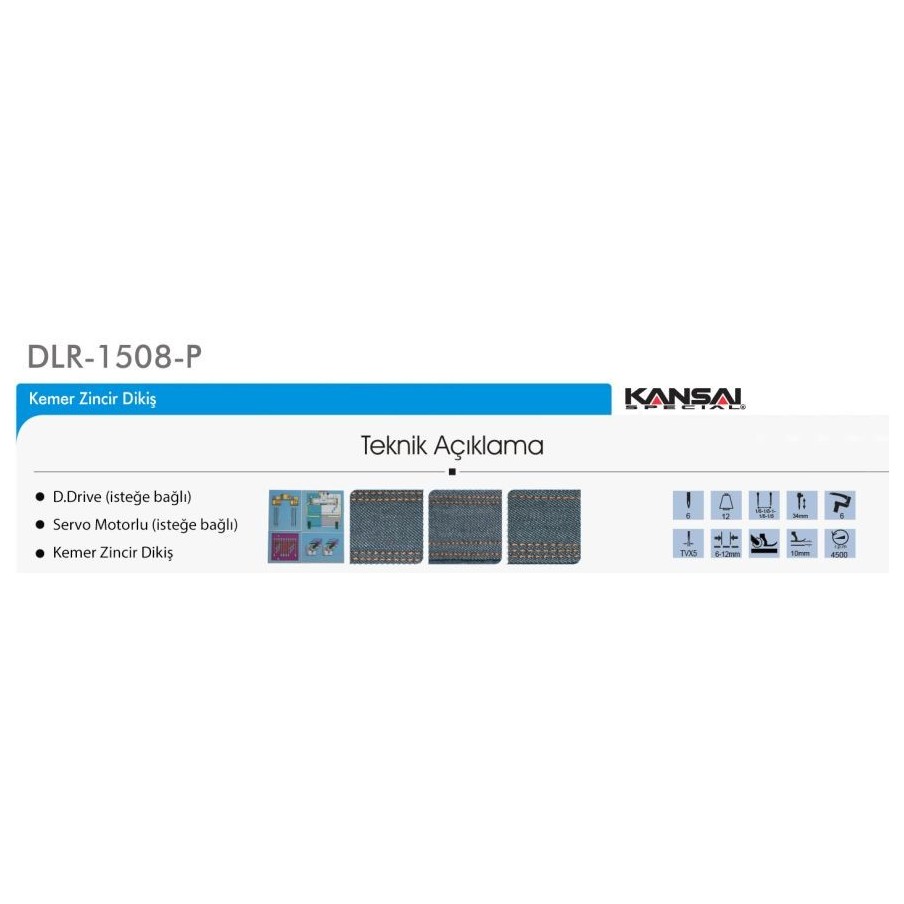 DLR-1508-P
Kemer Zincir Dikiş
KANSAI
SPECIAL®
Teknik Açıklama
● D.Drive (isteğe bağlı)
● Servo Motorlu (isteğe bağlı)
● Kemer Zincir Dikiş
6
12
34mm
6
TVX5
6-12mm
10mm
4500